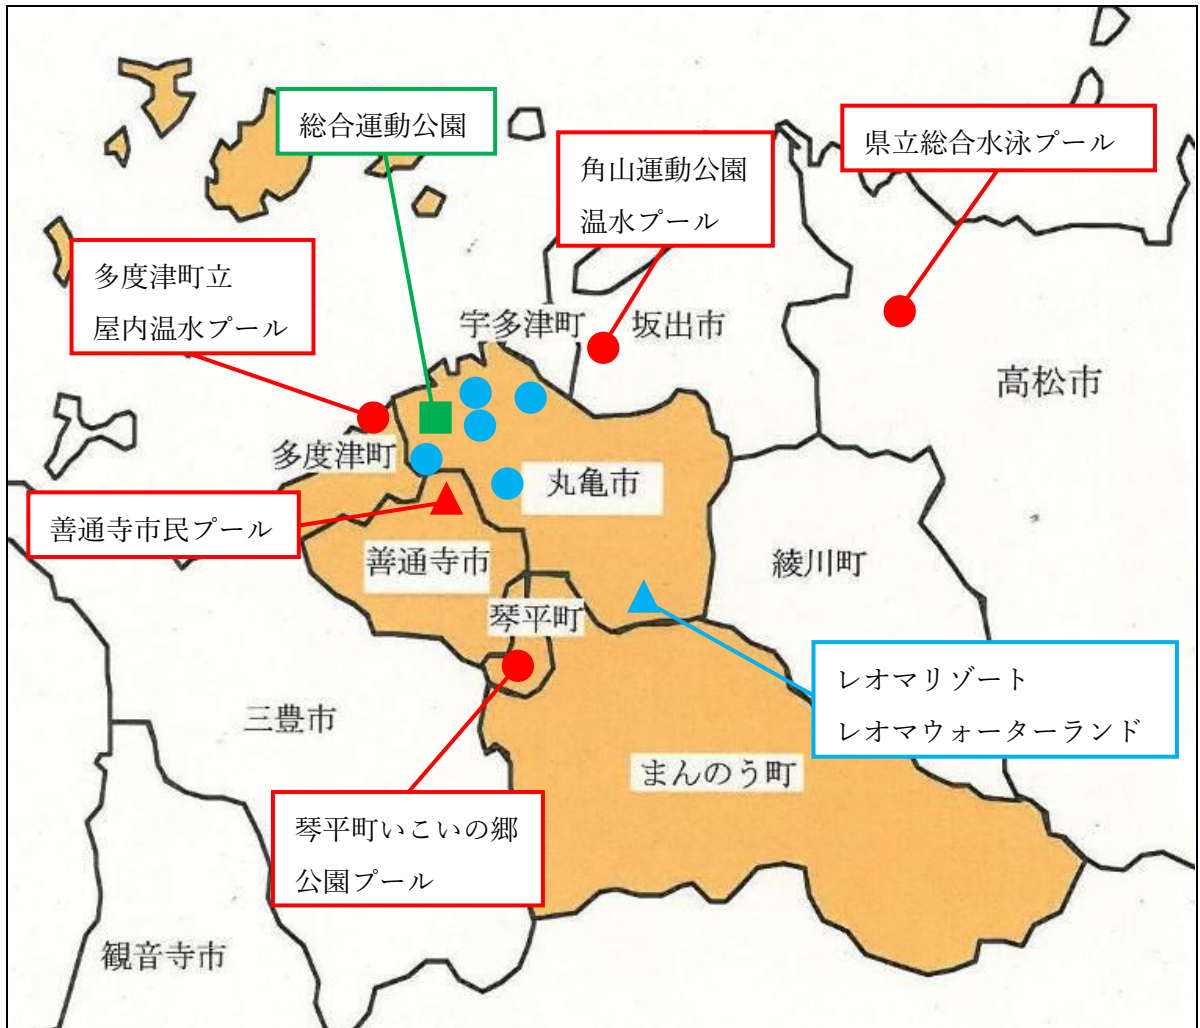 総合運動公園
県立総合水泳プール
角山運動公園
温水プール
多度津町立
屋内温水プール
宇多津町
坂出市
高松市
多度津町
丸亀市
善通寺市民プール
善通寺市
綾川町
琴平町
レオマリゾート
レオマウォーターランド
三豊市
まんのう町
琴平町いこいの郷
公園プール
観音寺市